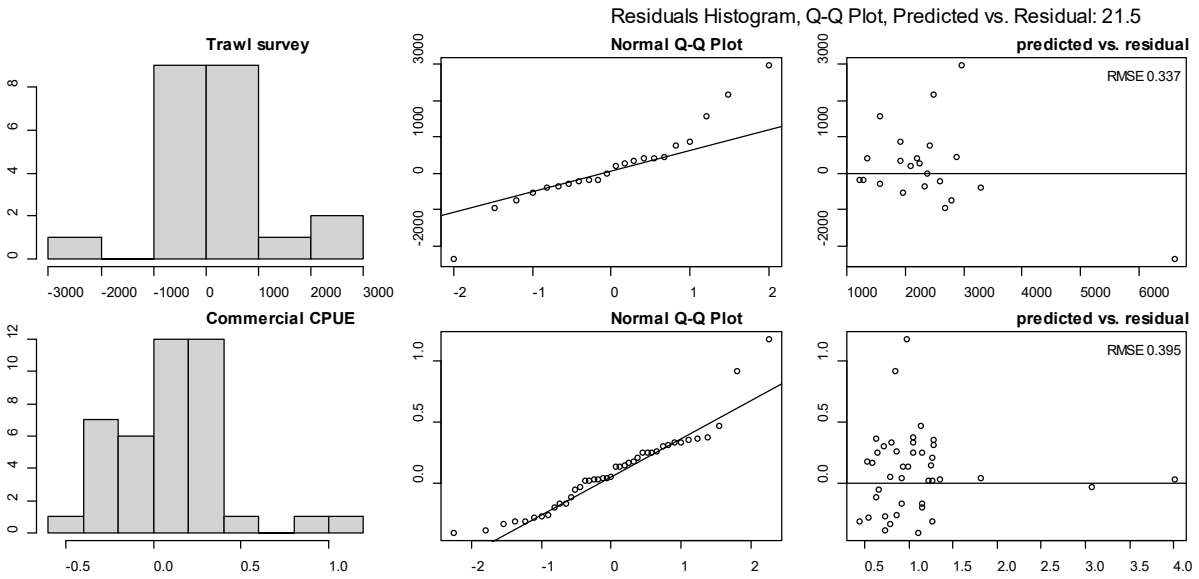 Residuals Histogram, Q-Q Plot, Predicted vs. Residual: 21.5
Trawl survey
Normal Q-Q Plot
predicted vs. residual
0 2 4 6 8
-3000 -2000 -1000 0 1000 2000 3000
-2000 0 1000 3000
-2 -1 0 1 2
-2000 0 1000 3000
1000 2000 3000 4000 5000 6000
RMSE 0.337
Commercial CPUE
Normal Q-Q Plot
predicted vs. residual
0 2 4 6 8 10 12
-0.5 0.0 0.5 1.0
0.0 0.5 1.0
-2 -1 0 1 2
0.0 0.5 1.0
0.5 1.0 1.5 2.0 2.5 3.0 3.5 4.0
RMSE 0.395